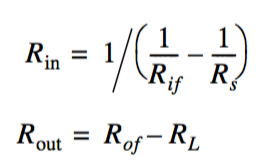 R_in = 1/(1/R_if − 1/R_s)
R_out = R_of − R_L